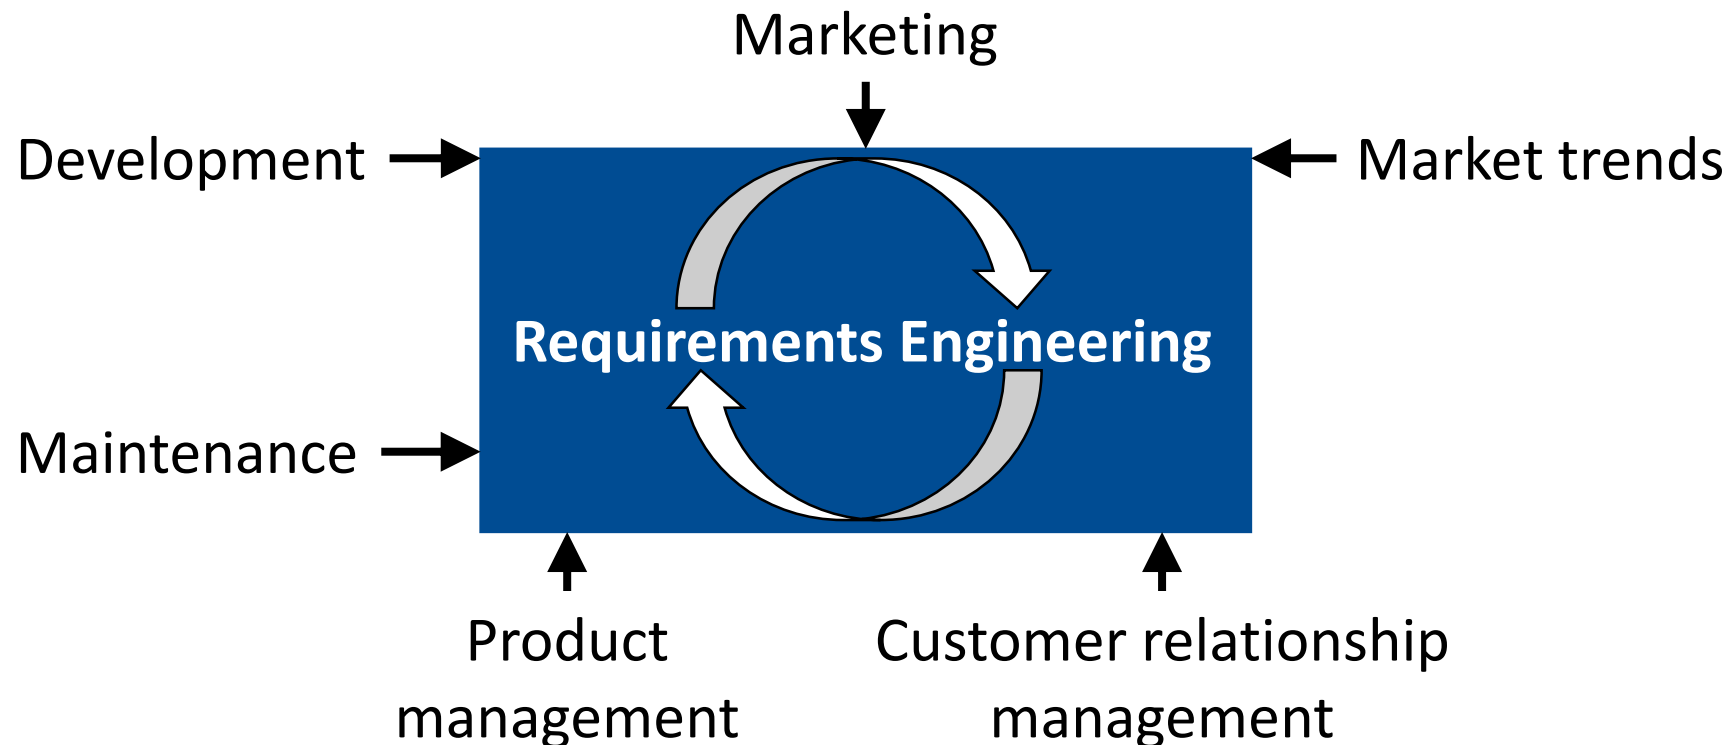 Marketing
Development
Market trends
Requirements Engineering
Maintenance
Product
management
Customer relationship
management